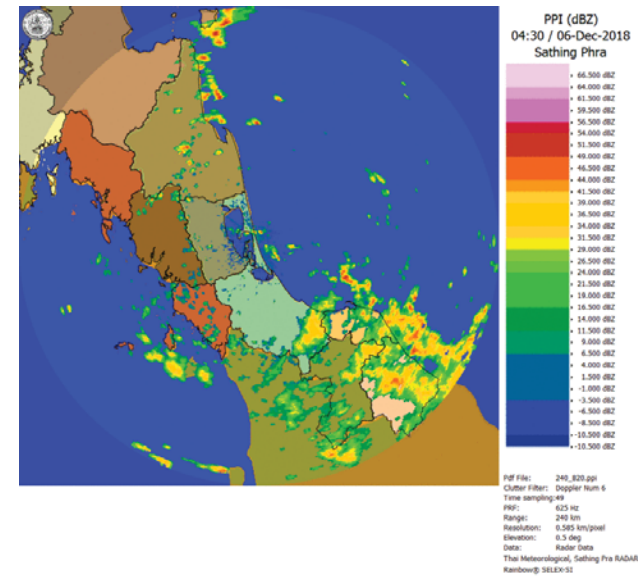 PPI (dBZ)
04:30 / 06-Dec-2018
Sathing Phra
66.500 dBZ
64.000 dBZ
61.500 dBZ
59.500 dBZ
56.500 dBZ
54.000 dBZ
51.500 dBZ
49.000 dBZ
46.500 dBZ
44.000 dBZ
41.500 dBZ
39.000 dBZ
36.500 dBZ
34.000 dBZ
31.500 dBZ
29.000 dBZ
26.500 dBZ
24.000 dBZ
21.500 dBZ
19.000 dBZ
16.500 dBZ
14.000 dBZ
11.500 dBZ
9.000 dBZ
6.500 dBZ
4.000 dBZ
1.500 dBZ
-1.000 dBZ
-3.500 dBZ
-6.500 dBZ
-8.500 dBZ
-10.500 dBZ
-10.500 dBZ
Pdf File: 240_820.ppi
Clutter Filter: Doppler Num 6
Time sampling:49
PRF: 625 Hz
Range: 240 km
Resolution: 0.585 km/pixel
Elevation: 0.5 deg
Data: Radar Data
Thai Meteorological, Sathing Pra RADAR
Rainbow® SELEX-SI